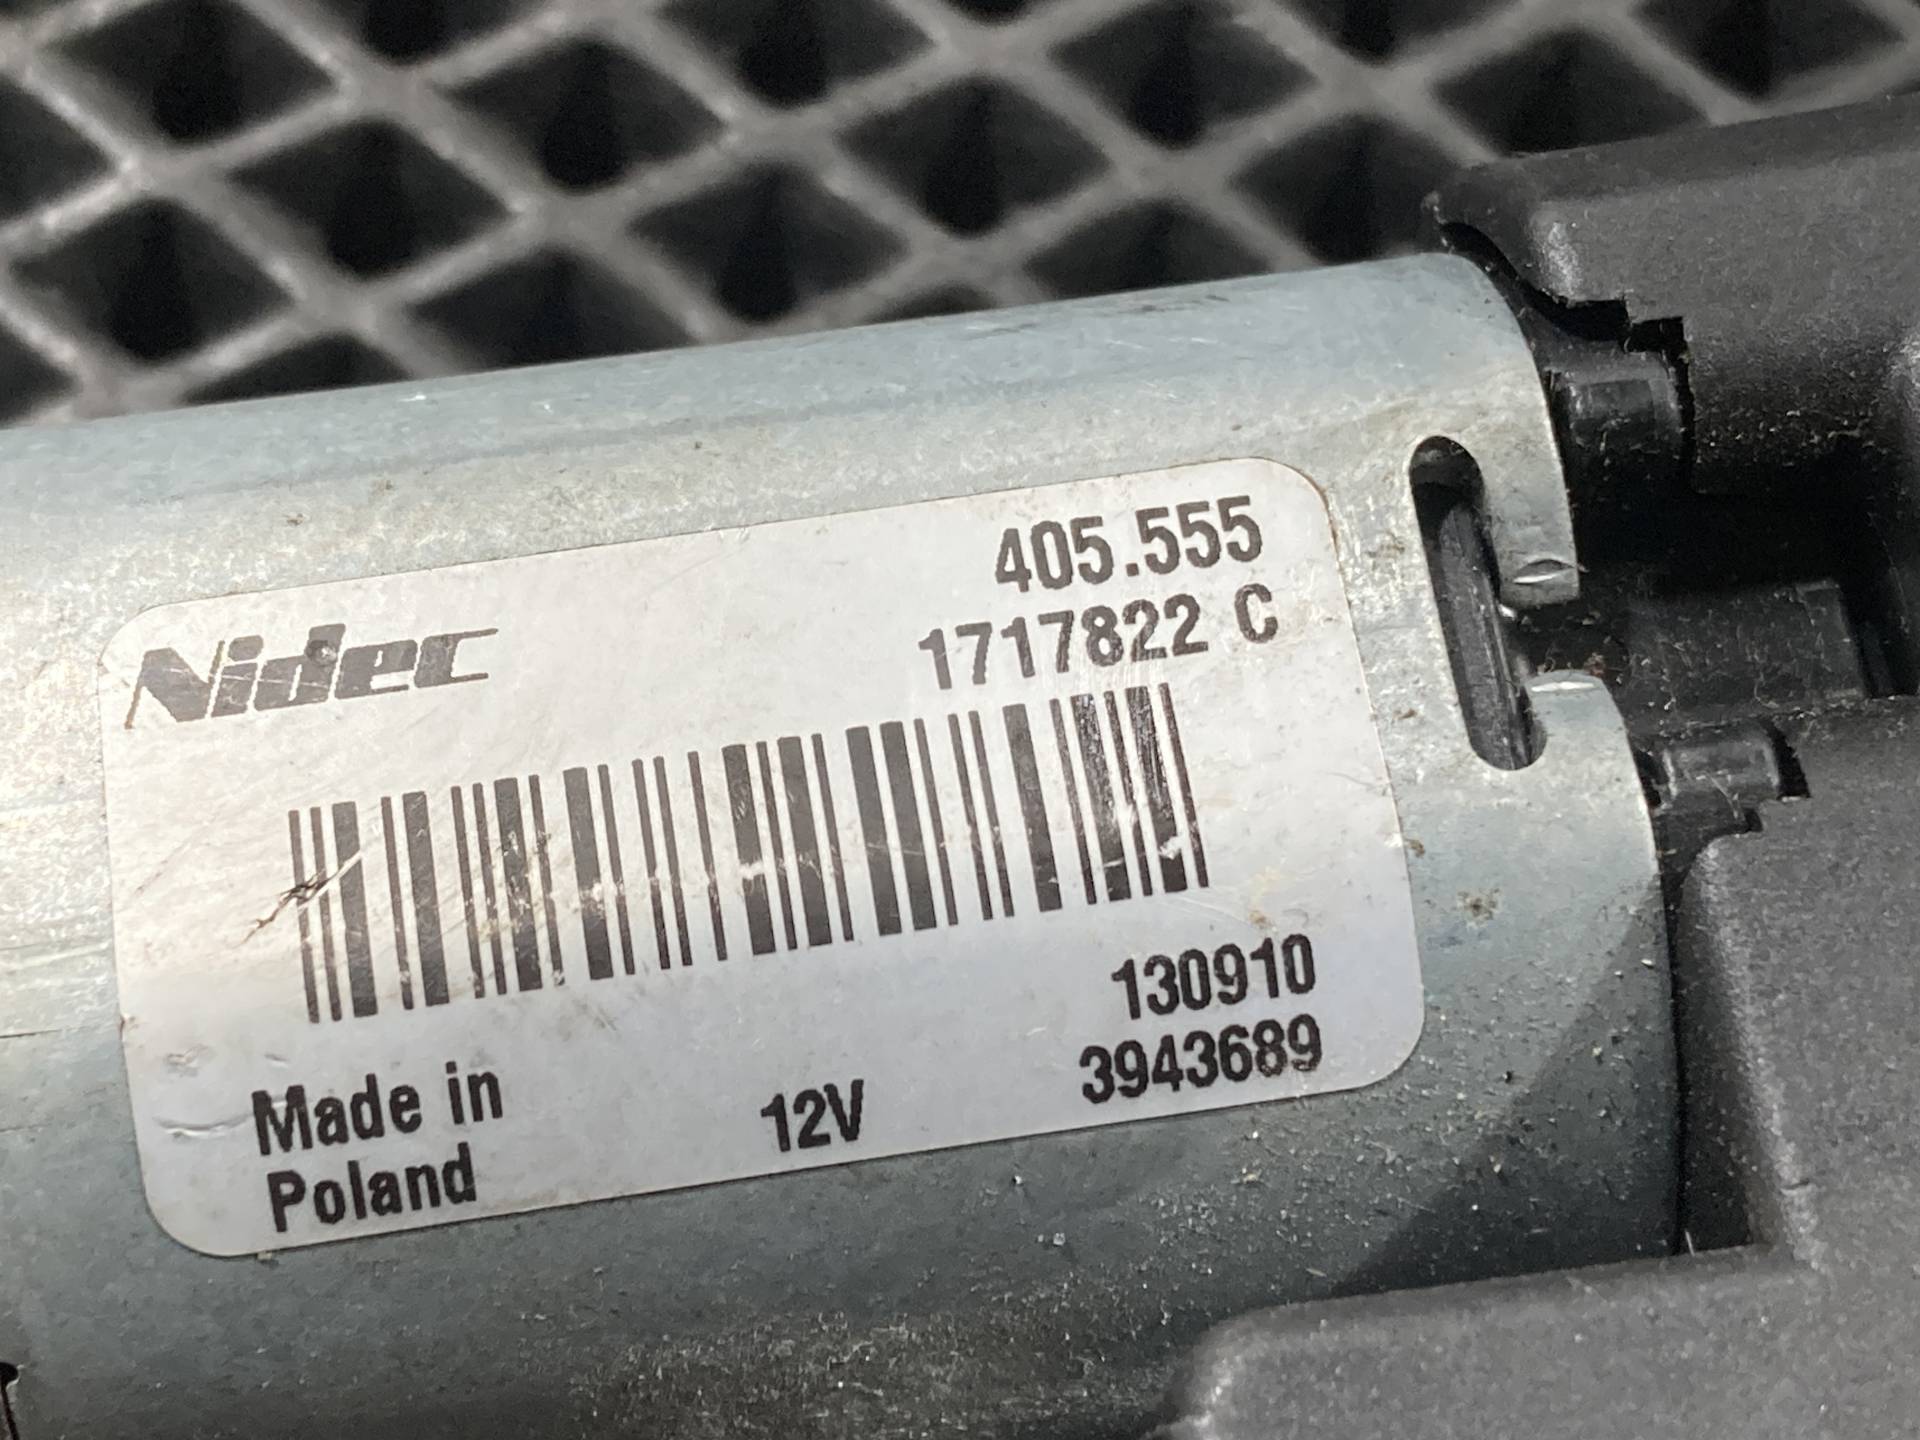 405.555
Nidec
1717822 C
130910
3943689
Made in
Poland
12V